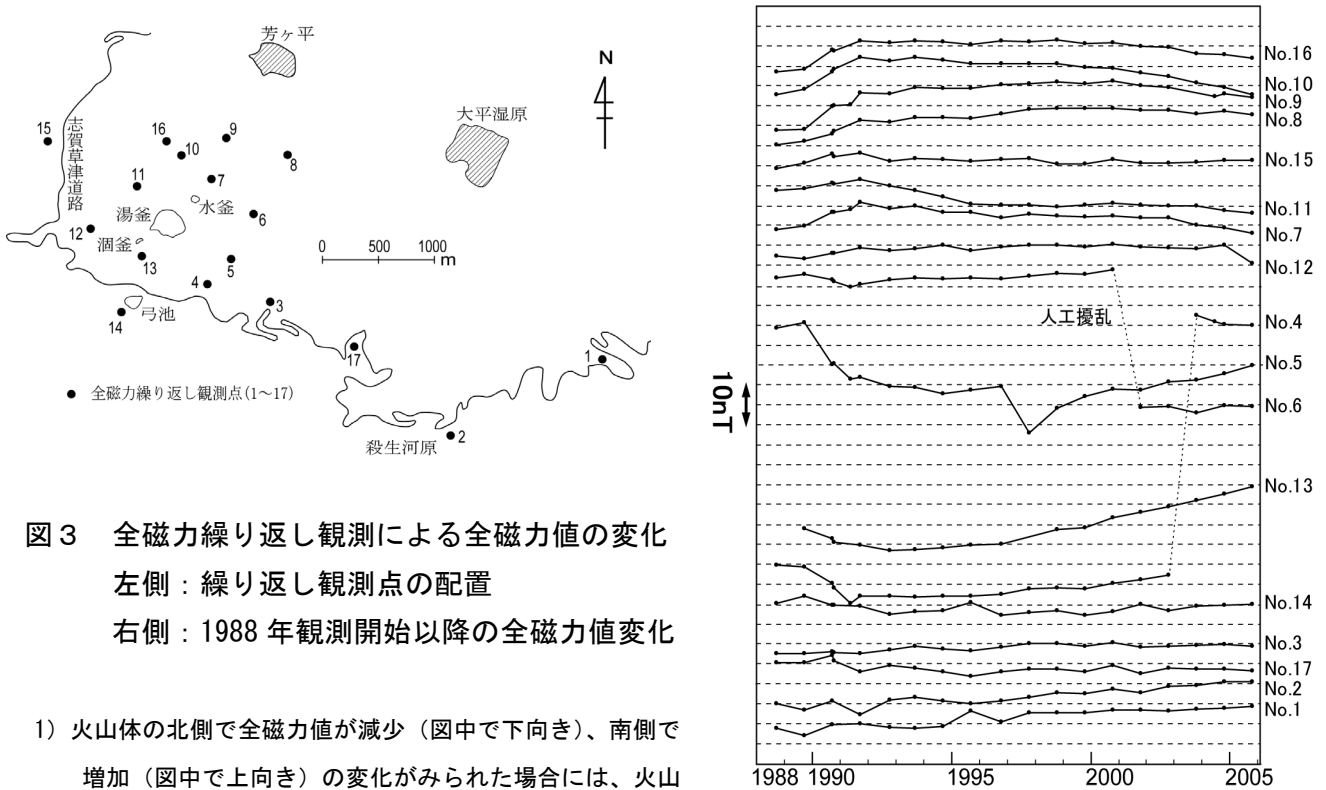 芳ヶ平
N
大平湿原
志賀草津道路
15
16
10
9
8
11
7
水釜
湯釜
6
12
涸釜
13
5
4
0 500 1000
m
3
14
弓池
17
1
2
殺生河原
● 全磁力繰り返し観測点(1～17)
図3 全磁力繰り返し観測による全磁力値の変化
左側：繰り返し観測点の配置
右側：1988年観測開始以降の全磁力値変化
1) 火山体の北側で全磁力値が減少（図中で下向き）、南側で
増加（図中で上向き）の変化がみられた場合には、火山
No.16
No.10
No.9
No.8
No.15
No.11
No.7
No.12
人工擾乱
No.4
No.5
10nT
No.6
No.13
No.14
No.3
No.17
No.2
No.1
1988 1990 1995 2000 2005